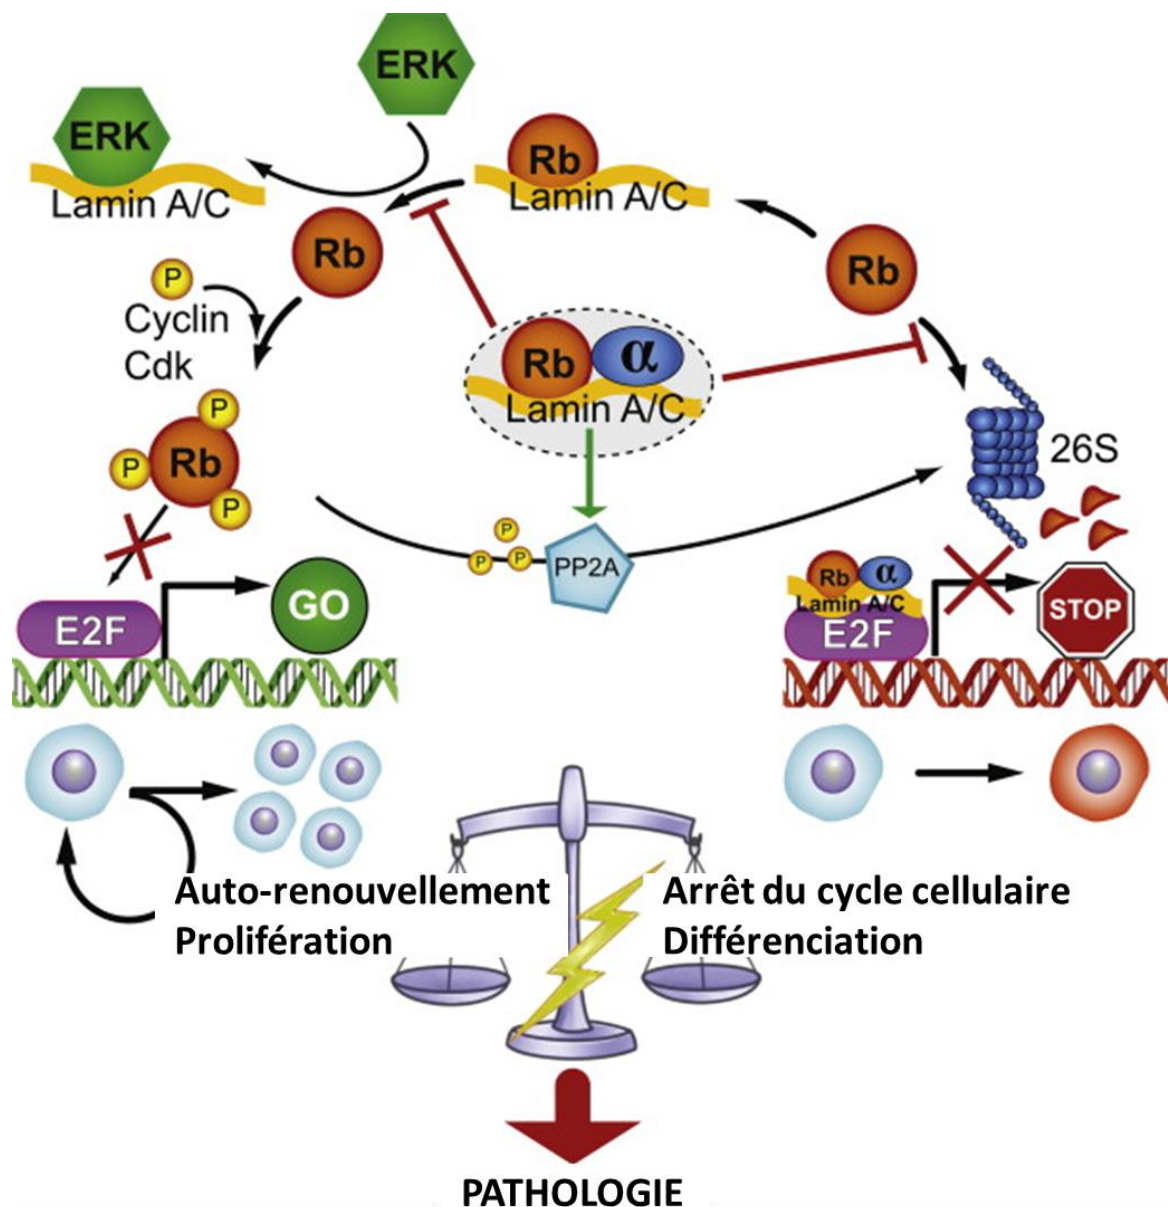 ERK
ERK
Lamin A/C
Rb
Lamin A/C
Rb
Rb
P
Cyclin
Cdk
Rb
α
Lamin A/C
P
P
Rb
P
26S
P
P
P
PP2A
E2F
GO
Rb
α
Lamin A/C
E2F
STOP
Auto-renouvellement
Prolifération
Arrêt du cycle cellulaire
Différenciation
PATHOLOGIE